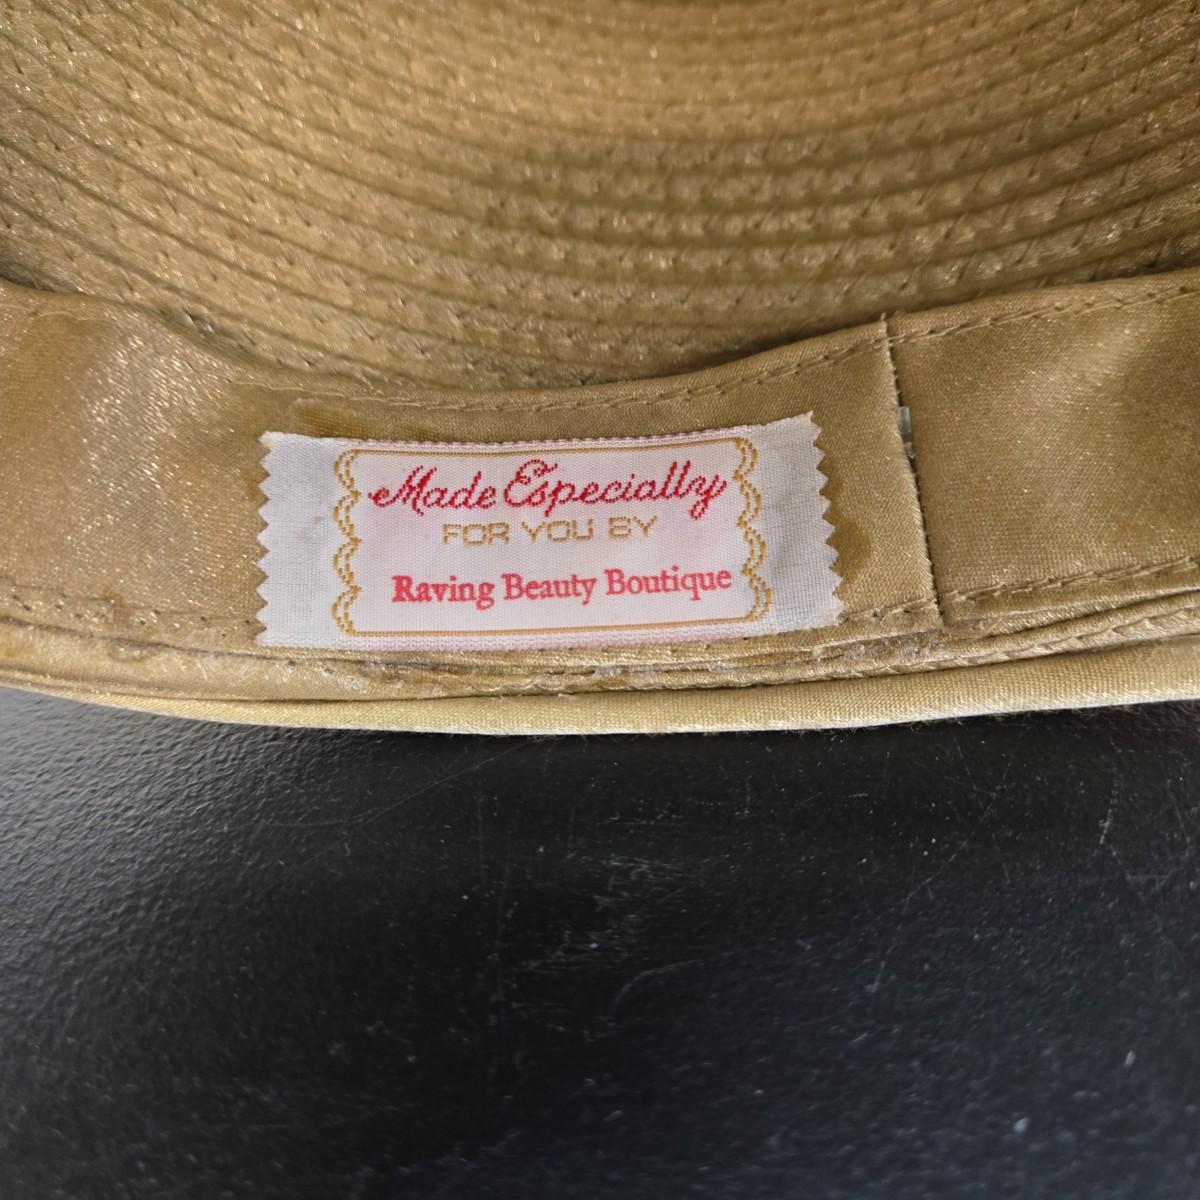 Made Especially
FOR YOU BY
Raving Beauty Boutique